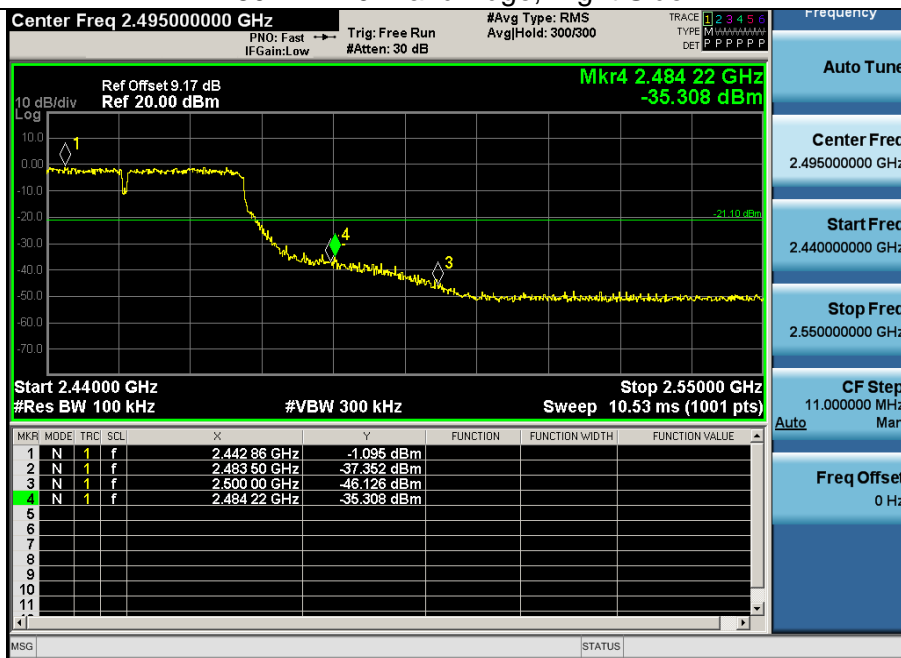 Center Freq 2.495000000 GHz
PNO: Fast
IFGain:Low
Trig: Free Run
#Atten: 30 dB
#Avg Type: RMS
Avg|Hold: 300/300
TRACE 1 2 3 4 5 6
TYPE M
DET P P P P P P
Frequency
Ref Offset 9.17 dB
Ref 20.00 dBm
10 dB/div
Log
Mkr4 2.484 22 GHz
-35.308 dBm
10.0
0.00
-10.0
-20.0
-30.0
-40.0
-50.0
-60.0
-70.0
1
4
3
-21.10 dBm
Start 2.44000 GHz
Stop 2.55000 GHz
#Res BW 100 kHz
#VBW 300 kHz
Sweep 10.53 ms (1001 pts)
MKR MODE TRC SCL X Y FUNCTION FUNCTION WIDTH FUNCTION VALUE
1 N 1 f 2.442 86 GHz -1.095 dBm
2 N 1 f 2.483 50 GHz -37.352 dBm
3 N 1 f 2.500 00 GHz -46.126 dBm
4 N 1 f 2.484 22 GHz -35.308 dBm
5
6
7
8
9
10
11
MSG
STATUS
Auto Tune
Center Freq
2.495000000 GHz
Start Freq
2.440000000 GHz
Stop Freq
2.550000000 GHz
CF Step
11.000000 MHz
Auto Man
Freq Offset
0 Hz